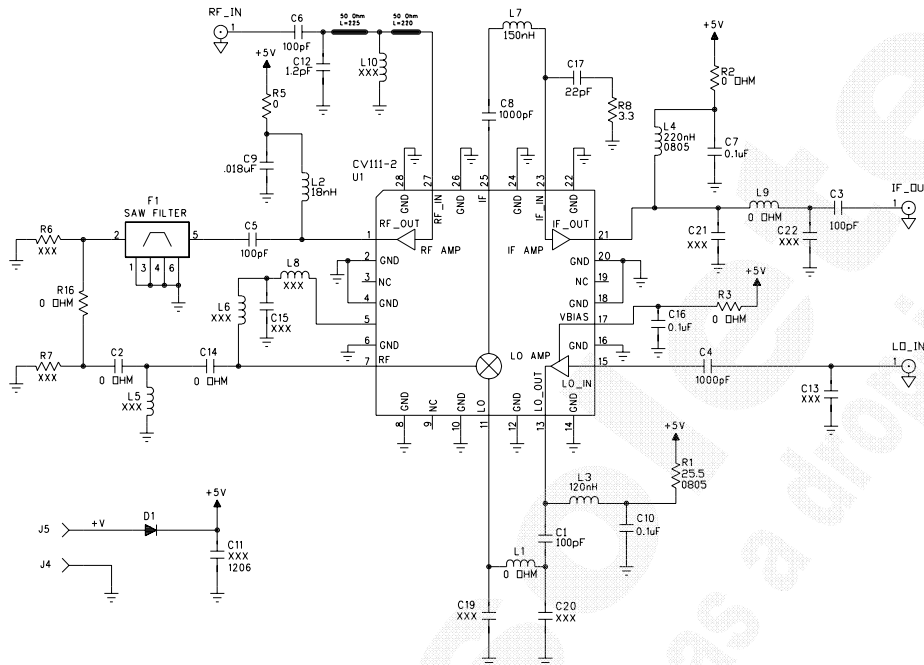 RF_IN
1
C6
100pF
50 Ohm
L=225
50 Ohm
L=220
C12
1.2pF
L10
XXX
+5V
R5
0
C9
.018uF
L2
18nH
L7
150nH
C8
1000pF
C17
22pF
R8
3.3
+5V
R2
0 OHM
L4
220nH
0805
C7
0.1uF
L9
0 OHM
C3
100pF
IF_OU
1
C21
XXX
C22
XXX
CV111-2
U1
28
27
26
25
24
23
22
GND
RF_IN
GND
IF
GND
IF_IN
GND
F1
SAW FILTER
2
5
1
3
4
6
C5
100pF
R6
XXX
R16
0 OHM
R7
XXX
C2
0 OHM
L5
XXX
C14
0 OHM
L6
XXX
C15
XXX
L8
XXX
1
RF_OUT
RF AMP
2
GND
3
NC
4
GND
5
6
GND
7
RF
IF_OUT
IF AMP
21
20
GND
19
NC
18
GND
17
VBIAS
16
GND
15
LO AMP
LO_IN
LO_OUT
LO
8
GND
9
NC
10
GND
11
12
GND
13
14
GND
+5V
R3
0 OHM
C16
0.1uF
C4
1000pF
LO_IN
1
C13
XXX
+5V
R1
25.5
0805
L3
120nH
C10
0.1uF
C1
100pF
L1
0 OHM
C19
XXX
C20
XXX
J5
+V
D1
+5V
C11
XXX
1206
J4
as a drop